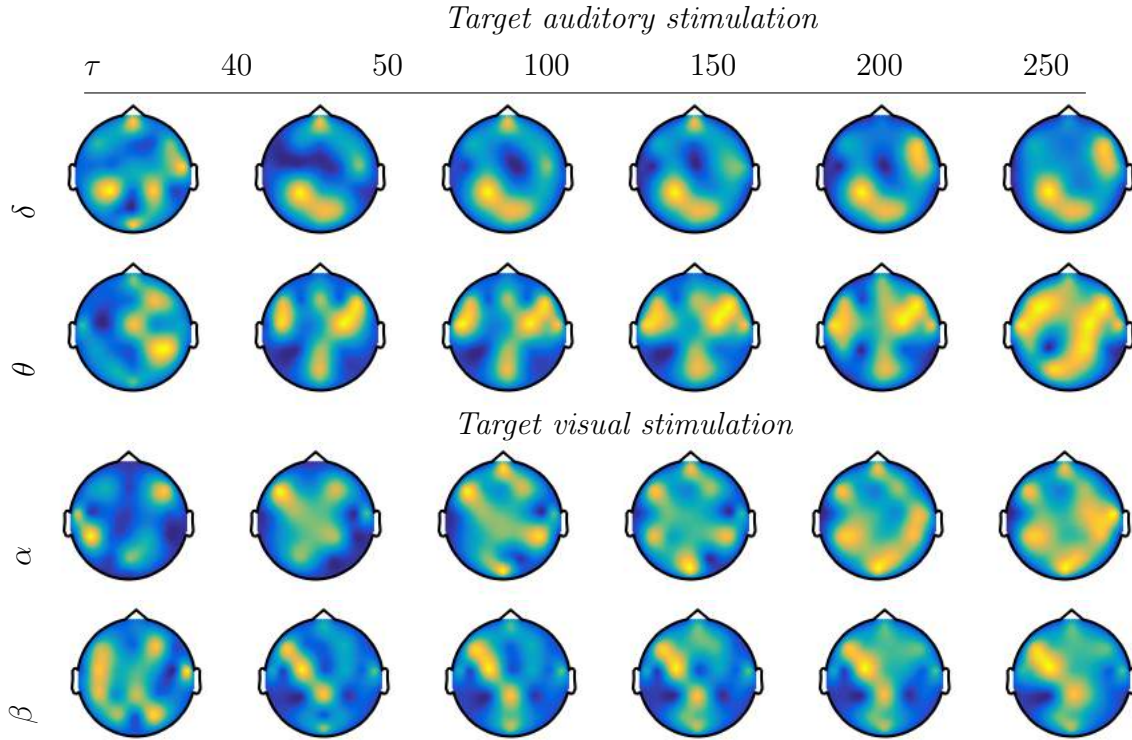 Target auditory stimulation
τ 40 50 100 150 200 250
δ
θ
Target visual stimulation
α
β